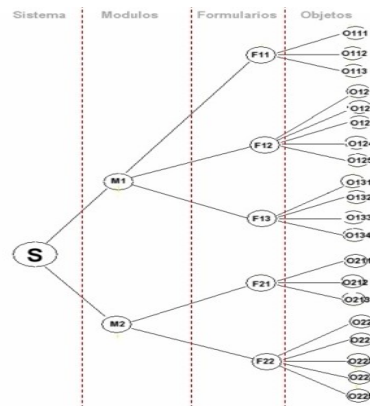 Sistema Modulos Formularios Objetos
O111
F11
O112
O113
F12
O125
M1
O131
O132
F13
O133
O134
S
O211
F21
O212
O213
M2
F22